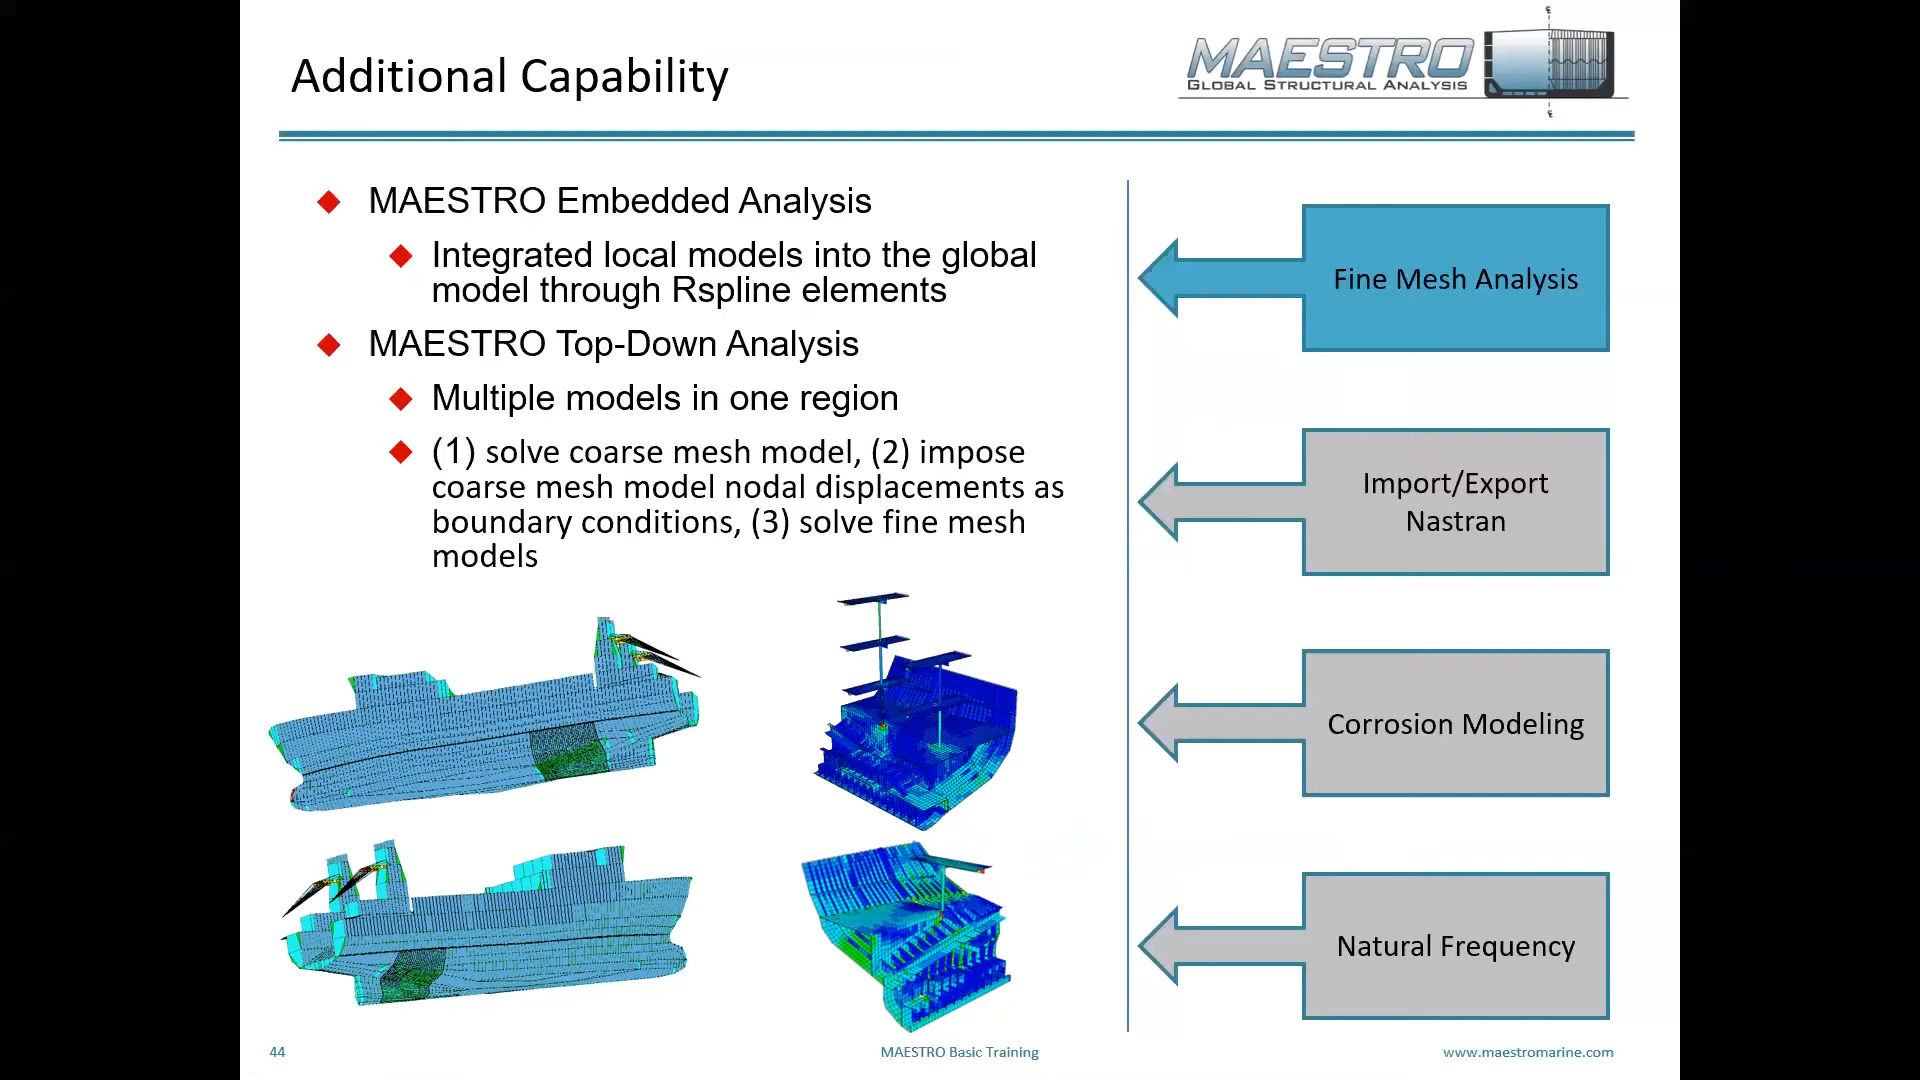 Additional Capability
MAESTRO
GLOBAL STRUCTURAL ANALYSIS
MAESTRO Embedded Analysis
Integrated local models into the global
model through Rspline elements
MAESTRO Top-Down Analysis
Multiple models in one region
(1) solve coarse mesh model, (2) impose
coarse mesh model nodal displacements as
boundary conditions, (3) solve fine mesh
models
Fine Mesh Analysis
Import/Export
Nastran
Corrosion Modeling
Natural Frequency
44
MAESTRO Basic Training
www.maestromarine.com